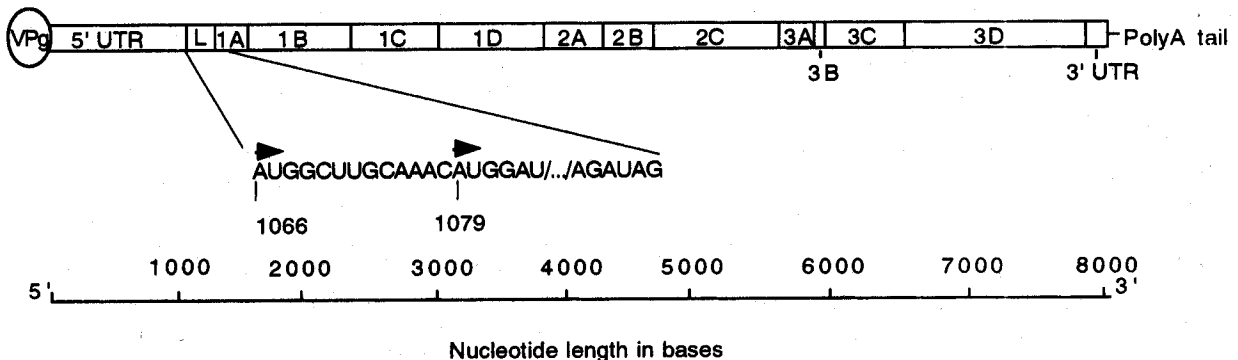 VPg 5' UTR L 1A 1B 1C 1D 2A 2B 2C 3A 3C 3D PolyA tail
3B 3' UTR
AUGGCUUGCAAACAUGGAU/.../AGAUAG
1066 1079
1000 2000 3000 4000 5000 6000 7000 8000
5' 3'
Nucleotide length in bases